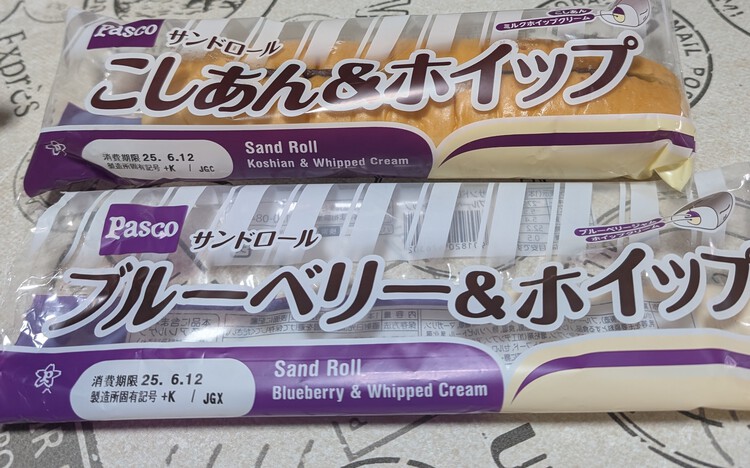 Pasco
サンドロール
こしあん
ミルクホイップクリーム
こしあん&ホイップ
消費期限 25. 6.12
製造所固有記号 +K / JGC
Sand Roll
Koshian & Whipped Cream
Pasco
サンドロール
ブルーベリージャム
ホイップクリーム
ブルーベリー&ホイップ
消費期限 25. 6.12
製造所固有記号 +K / JGX
Sand Roll
Blueberry & Whipped Cream
MAIL PO
Exprès